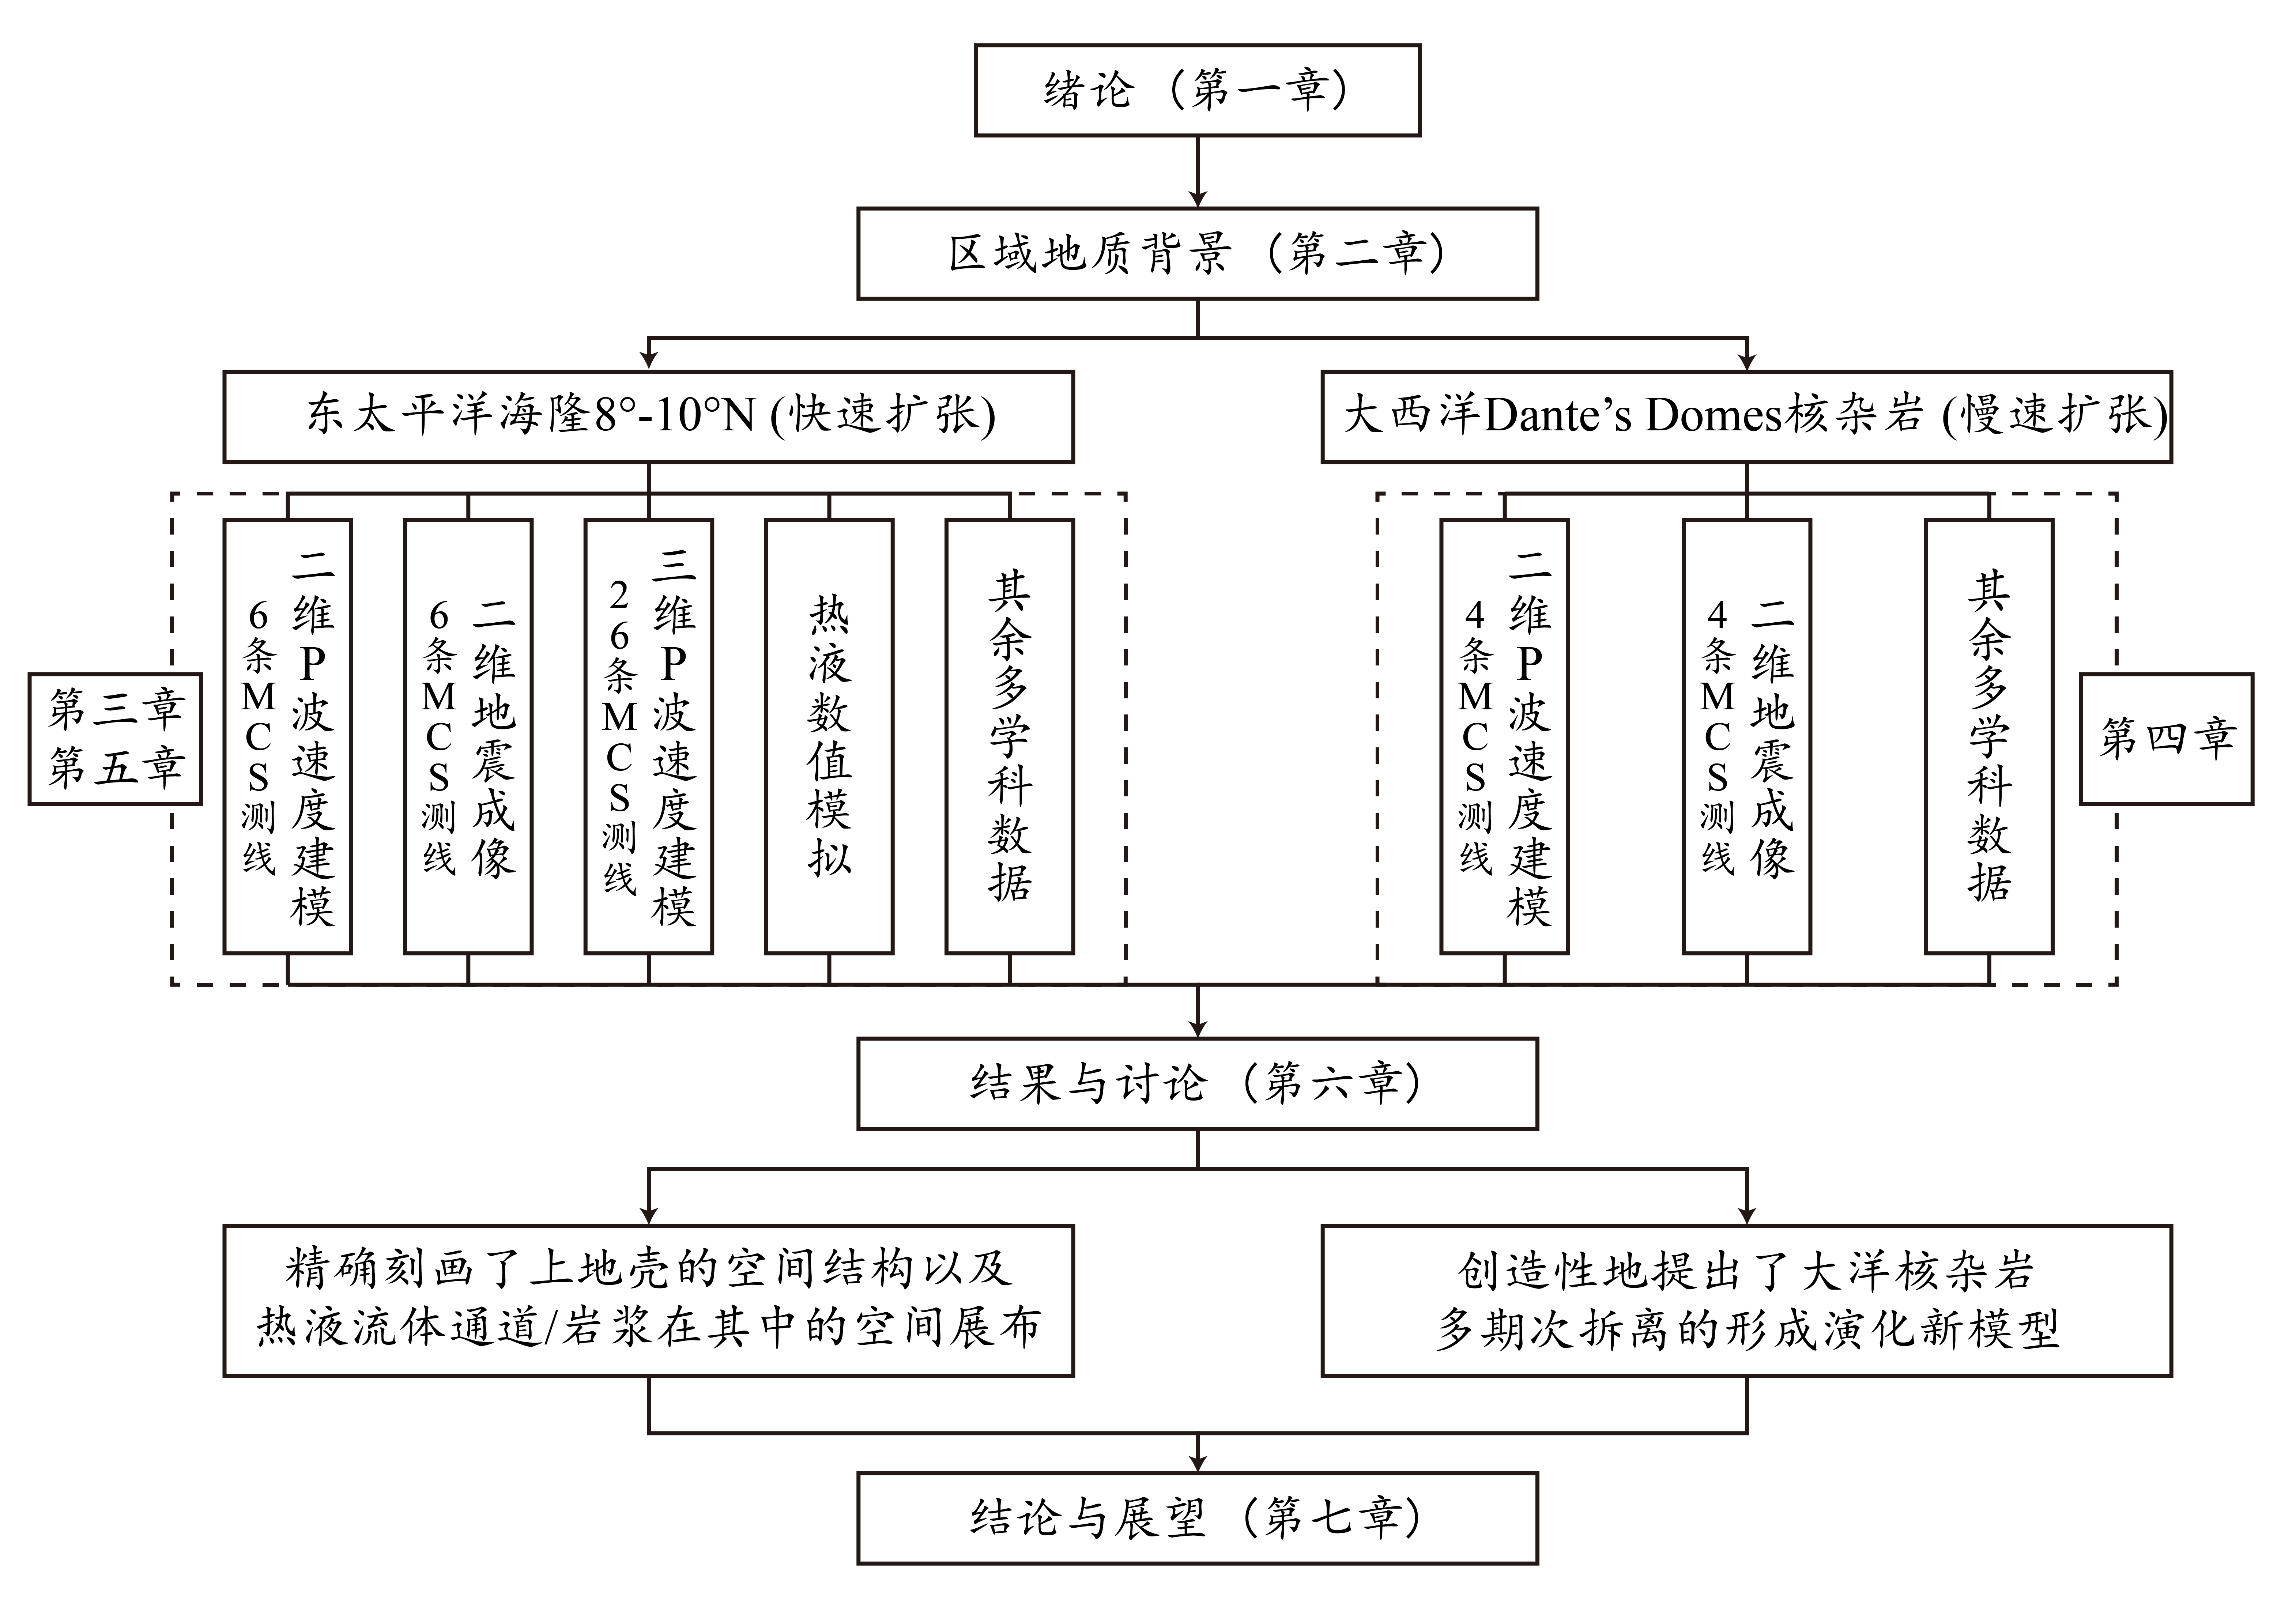 绪论（第一章）
区域地质背景（第二章）
东太平洋海隆8°-10°N (快速扩张)
大西洋Dante’s Domes核杂岩 (慢速扩张)
第三章
第五章
二维P波速度建模
6条MCS测线
二维地震成像
6条MCS测线
三维P波速度建模
26条MCS测线
热液数值模拟
其余多学科数据
二维P波速度建模
4条MCS测线
二维地震成像
4条MCS测线
其余多学科数据
第四章
结果与讨论（第六章）
精确刻画了上地壳的空间结构以及
热液流体通道/岩浆在其中的空间展布
创造性地提出了大洋核杂岩
多期次拆离的形成演化新模型
结论与展望（第七章）